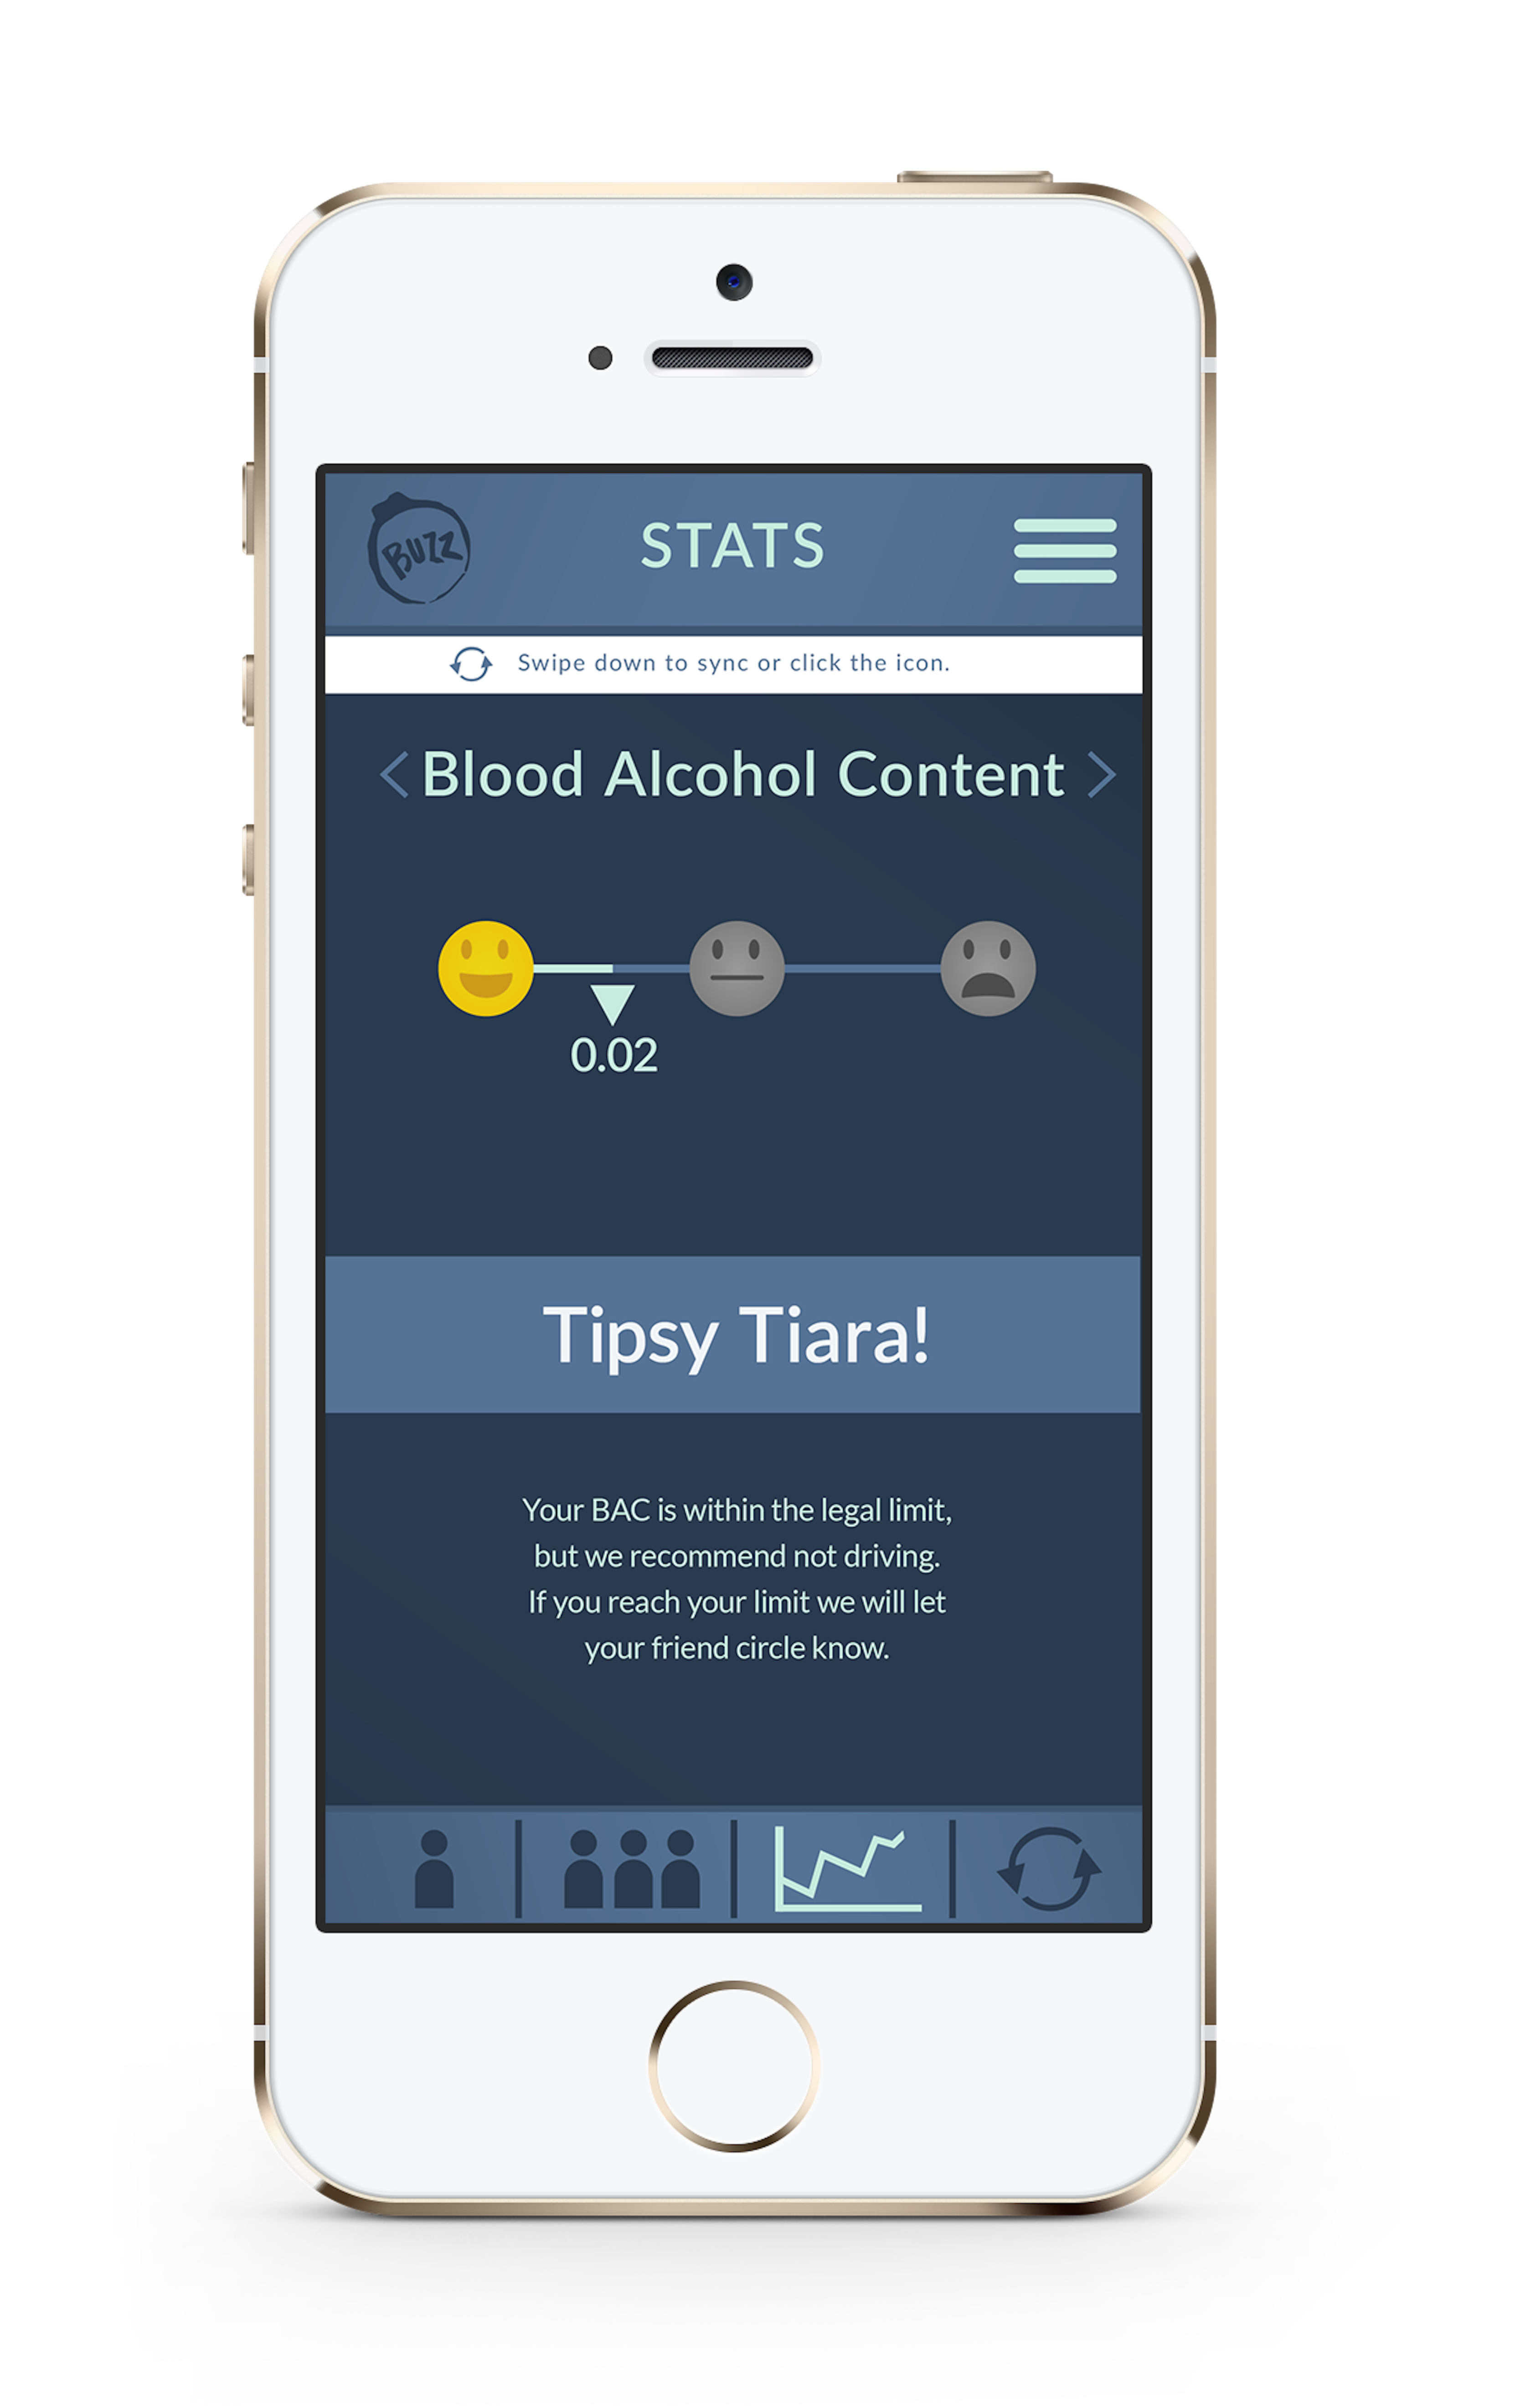 BUZZ
STATS
Swipe down to sync or click the icon.
Blood Alcohol Content
0.02
Tipsy Tiara!
Your BAC is within the legal limit,
but we recommend not driving.
If you reach your limit we will let
your friend circle know.